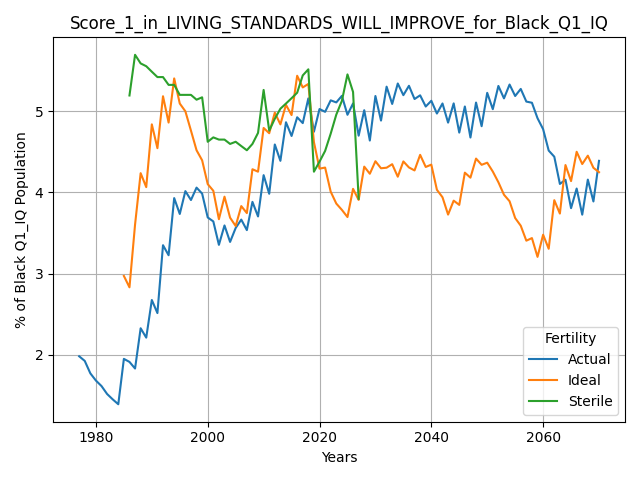 Score_1_in_LIVING_STANDARDS_WILL_IMPROVE_for_Black_Q1_IQ
% of Black Q1_IQ Population
5
4
3
2
Fertility
Actual
Ideal
Sterile
1980
2000
2020
2040
2060
Years